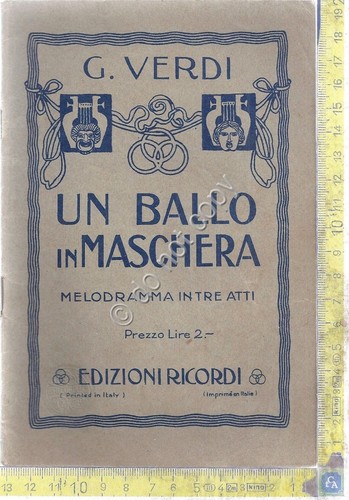 G. VERDI
UN BALLO
IN MASCHERA
MELODRAMMA IN TRE ATTI
Prezzo Lire 2.—
EDIZIONI RICORDI
(Printed in Italy) (Imprimé en Italie)